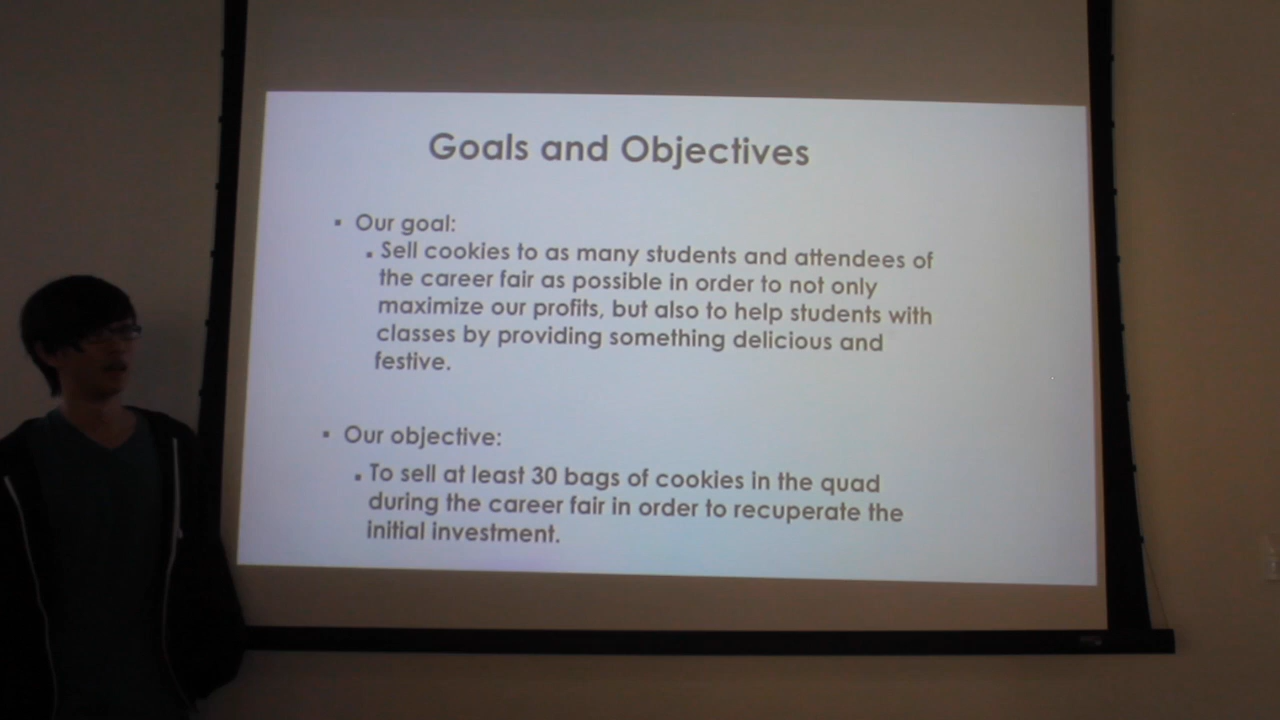 Goals and Objectives
▪ Our goal:
▪ Sell cookies to as many students and attendees of
the career fair as possible in order to not only
maximize our profits, but also to help students with
classes by providing something delicious and
festive.
▪ Our objective:
▪ To sell at least 30 bags of cookies in the quad
during the career fair in order to recuperate the
initial investment.